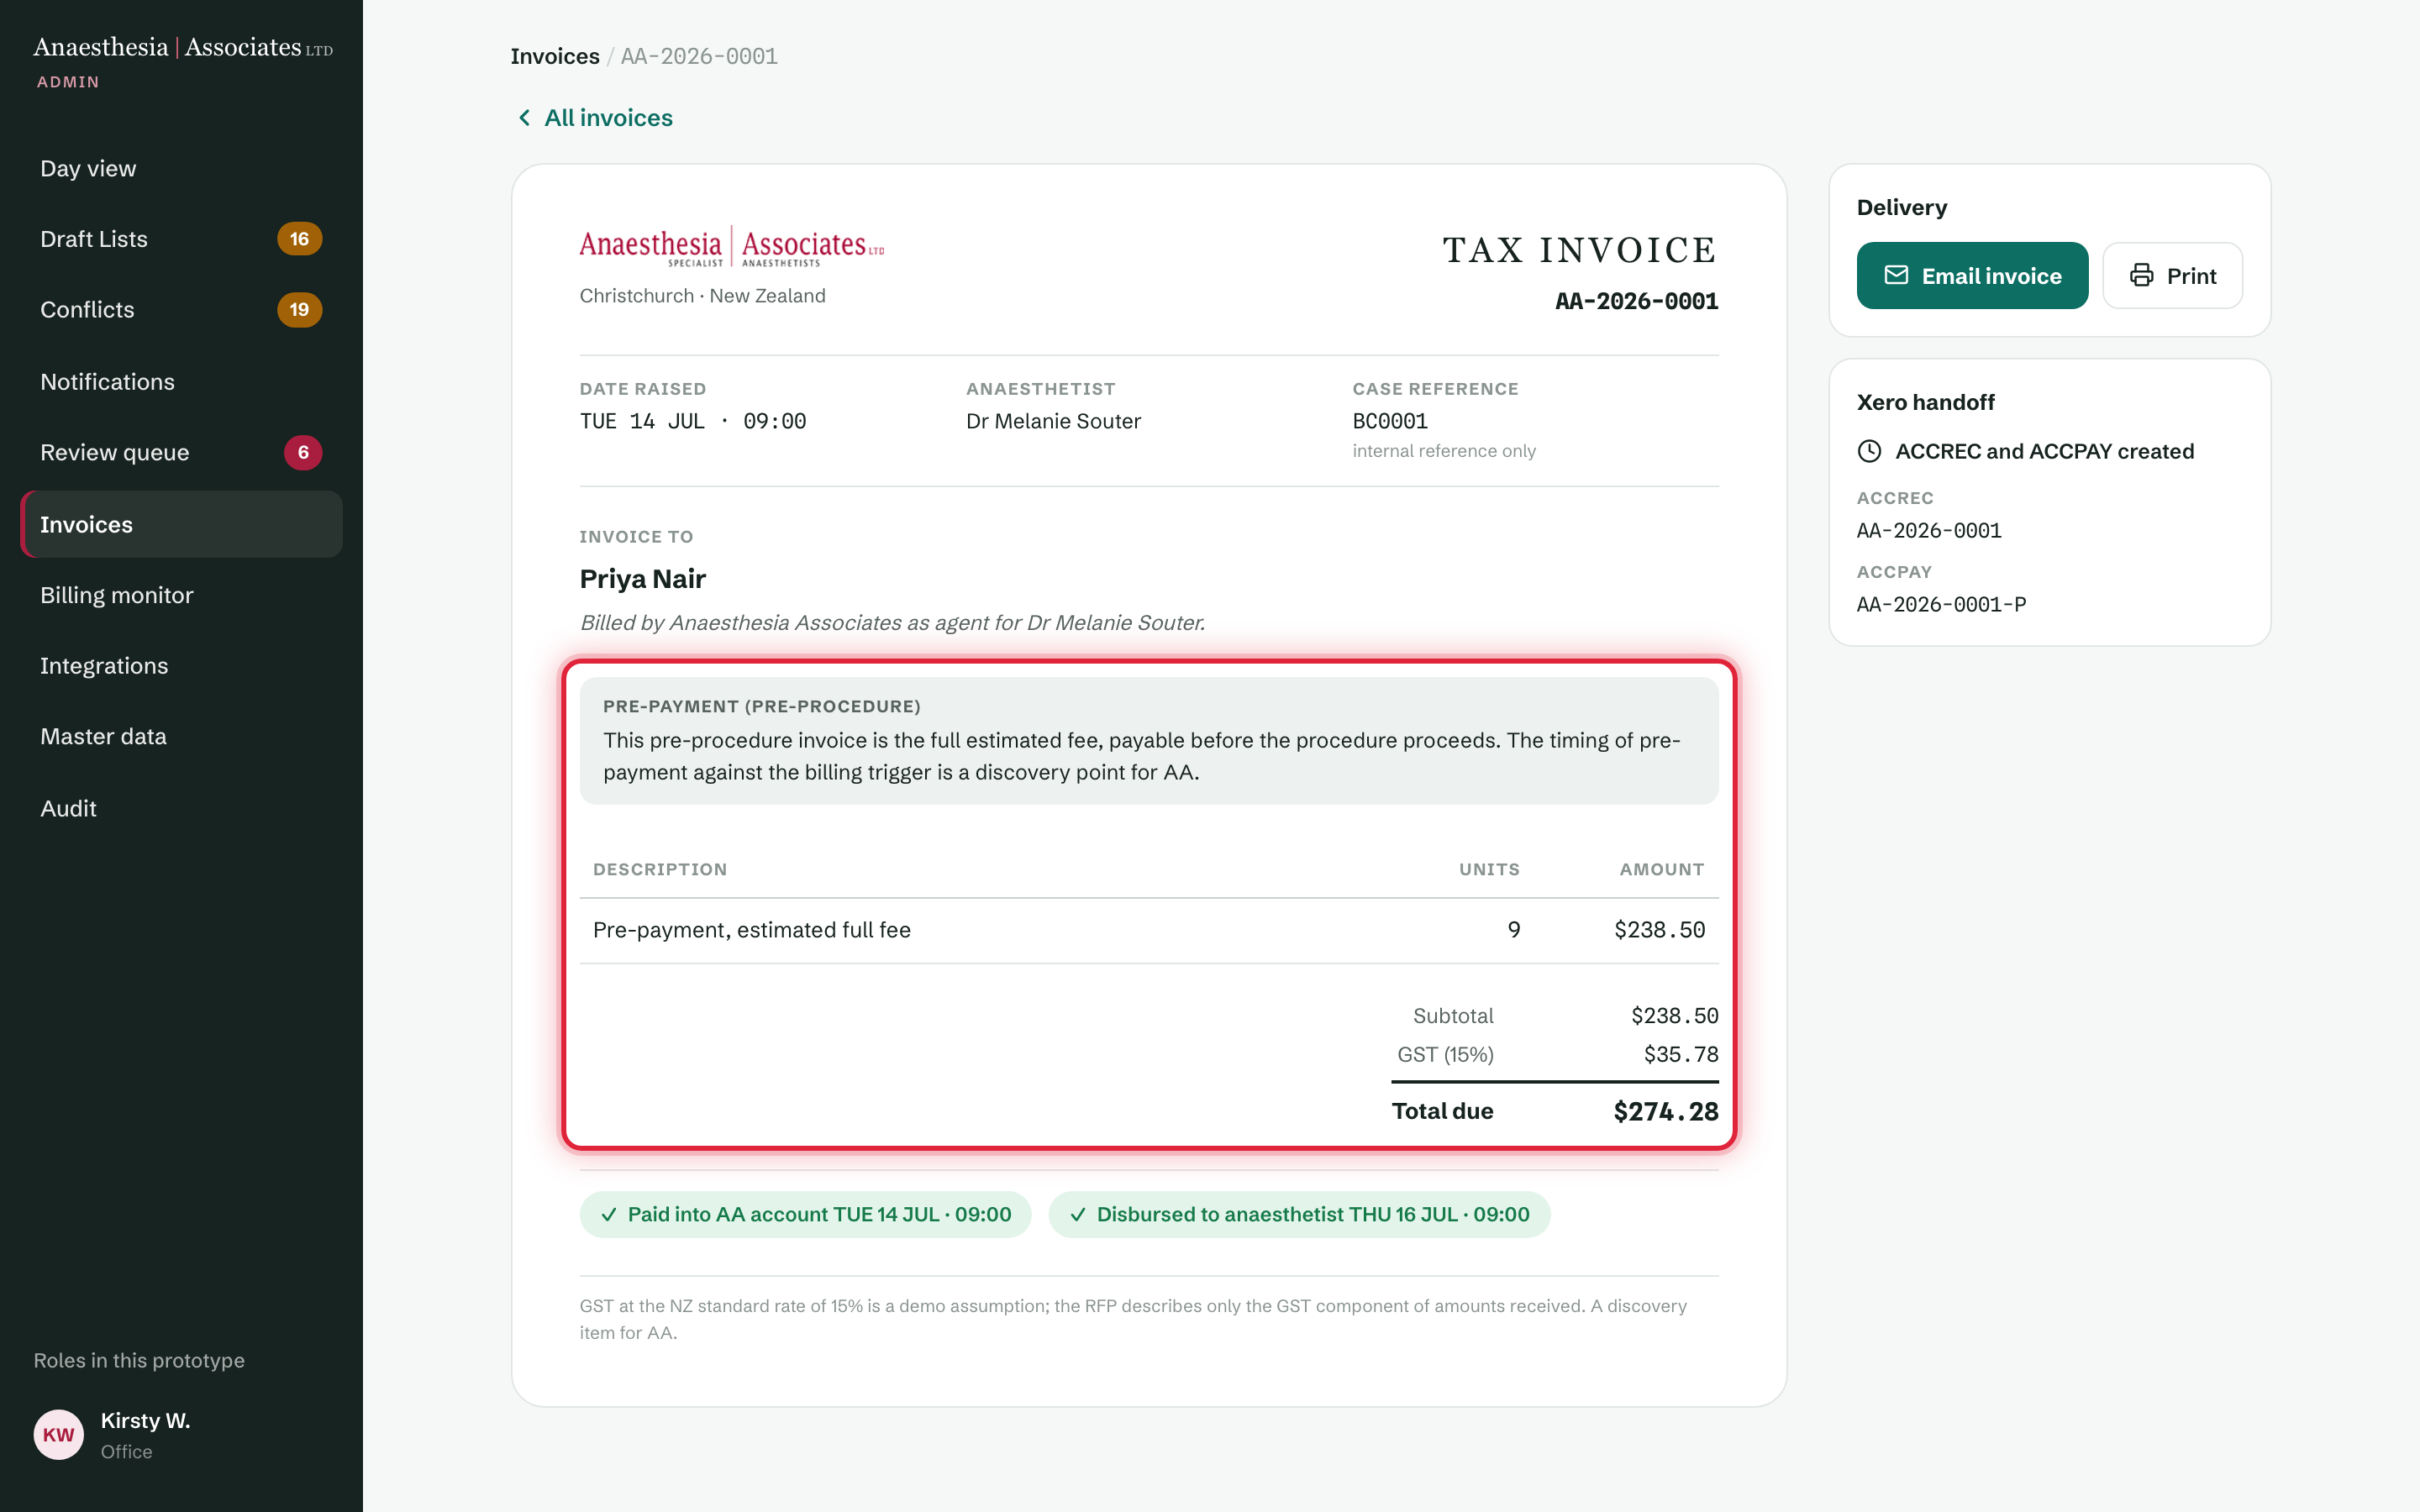 Anaesthesia | Associates LTD
ADMIN
Day view
Draft Lists 16
Conflicts 19
Notifications
Review queue 6
Invoices
Billing monitor
Integrations
Master data
Audit
Roles in this prototype
KW
Kirsty W.
Office
Invoices / AA-2026-0001
All invoices
Anaesthesia | Associates LTD
SPECIALIST ANAESTHETISTS
Christchurch · New Zealand
TAX INVOICE
AA-2026-0001
DATE RAISED
TUE 14 JUL · 09:00
ANAESTHETIST
Dr Melanie Souter
CASE REFERENCE
BC0001
internal reference only
INVOICE TO
Priya Nair
Billed by Anaesthesia Associates as agent for Dr Melanie Souter.
PRE-PAYMENT (PRE-PROCEDURE)
This pre-procedure invoice is the full estimated fee, payable before the procedure proceeds. The timing of pre-
payment against the billing trigger is a discovery point for AA.
DESCRIPTION UNITS AMOUNT
Pre-payment, estimated full fee 9 $238.50
Subtotal $238.50
GST (15%) $35.78
Total due $274.28
Paid into AA account TUE 14 JUL · 09:00
Disbursed to anaesthetist THU 16 JUL · 09:00
GST at the NZ standard rate of 15% is a demo assumption; the RFP describes only the GST component of amounts received. A discovery
item for AA.
Delivery
Email invoice
Print
Xero handoff
ACCREC and ACCPAY created
ACCREC
AA-2026-0001
ACCPAY
AA-2026-0001-P